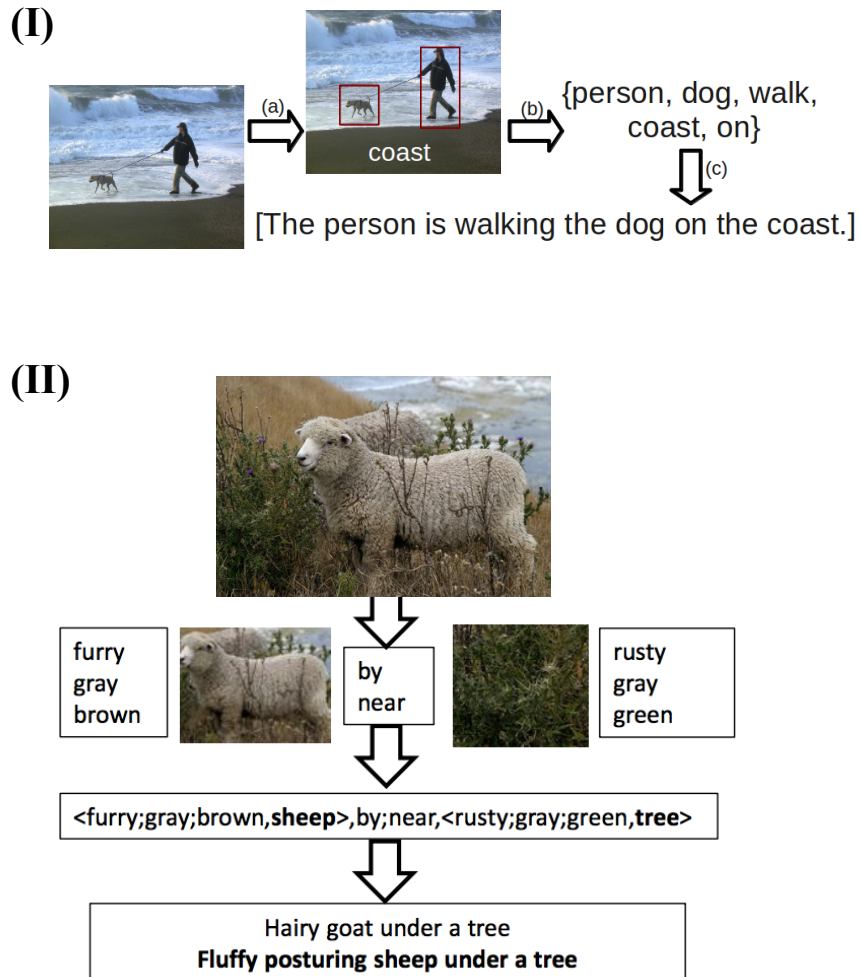 (I)
(a)
coast
(b)
{person, dog, walk,
coast, on}
(c)
[The person is walking the dog on the coast.]
(II)
furry
gray
brown
by
near
rusty
gray
green
<furry;gray;brown,sheep>,by;near,<rusty;gray;green,tree>
Hairy goat under a tree
Fluffy posturing sheep under a tree